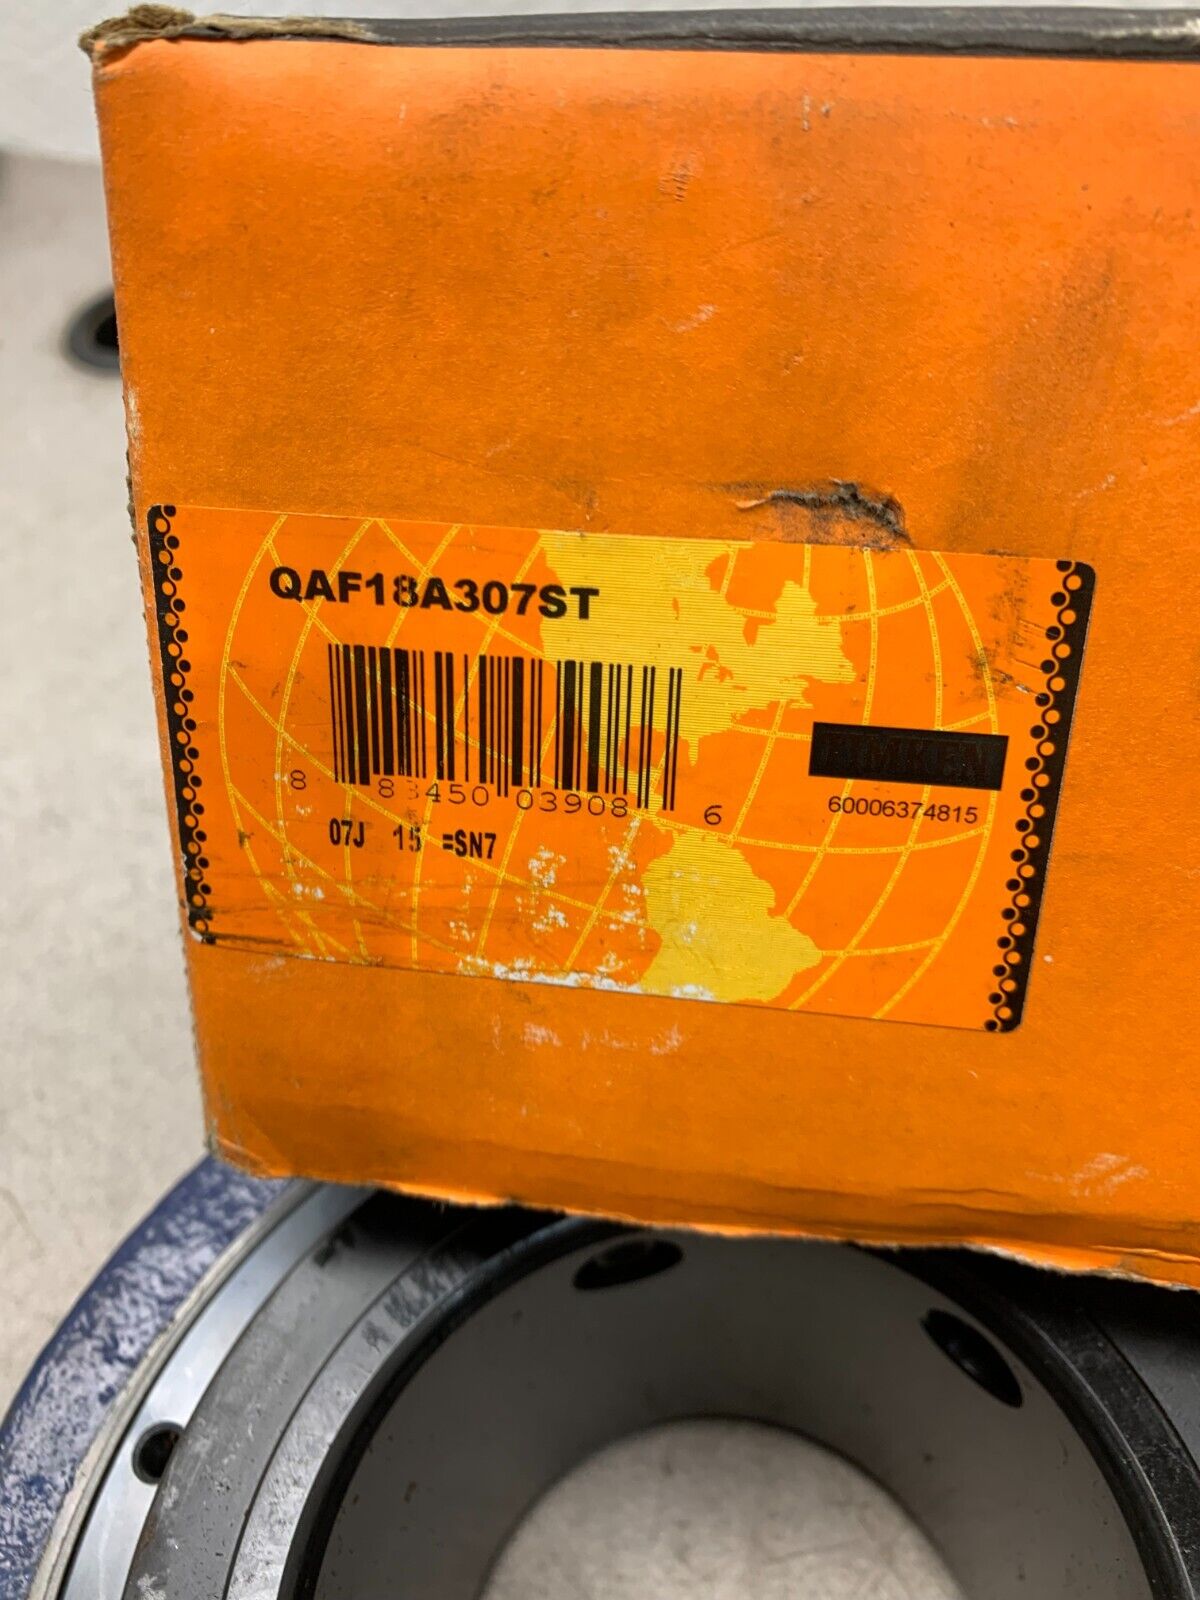 QAF18A307ST
8 83450 03908 6
TIMKEN
60006374815
07J 15 =SN7